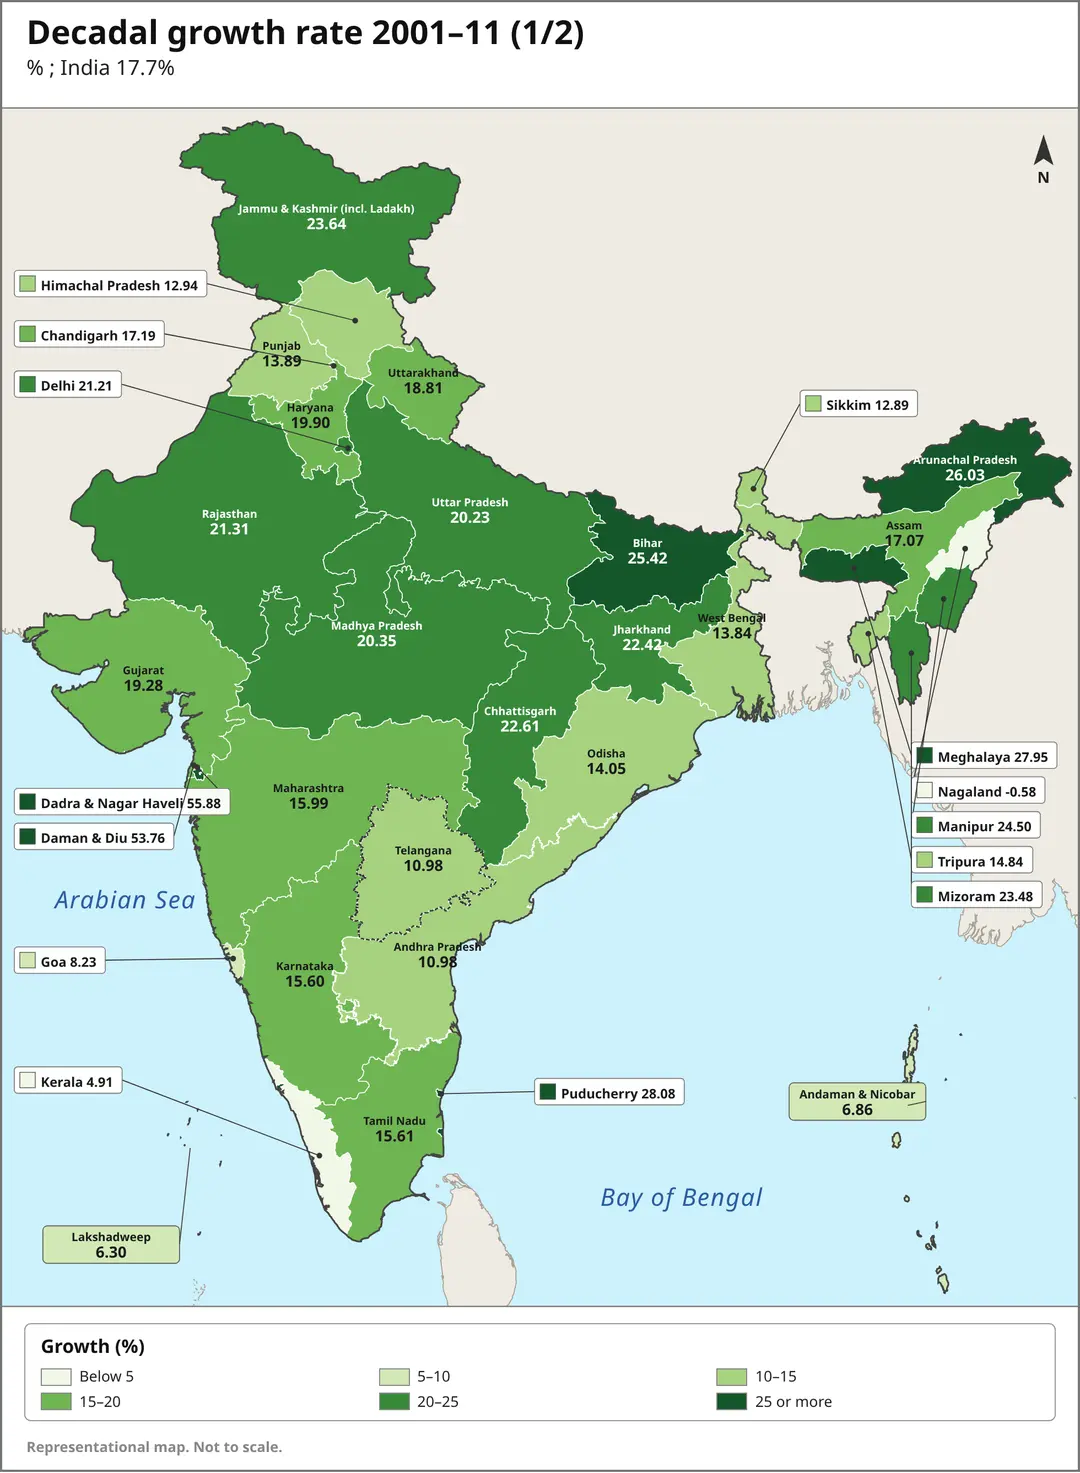 Decadal growth rate 2001–11 (1/2)
% ; India 17.7%
N
Jammu & Kashmir (incl. Ladakh)
23.64
Himachal Pradesh 12.94
Chandigarh 17.19
Punjab
13.89
Uttarakhand
18.81
Delhi 21.21
Haryana
19.90
Sikkim 12.89
Arunachal Pradesh
26.03
Uttar Pradesh
20.23
Rajasthan
21.31
Assam
17.07
Bihar
25.42
West Bengal
13.84
Madhya Pradesh
20.35
Jharkhand
22.42
Gujarat
19.28
Chhattisgarh
22.61
Odisha
14.05
Meghalaya 27.95
Nagaland -0.58
Manipur 24.50
Tripura 14.84
Mizoram 23.48
Maharashtra
15.99
Dadra & Nagar Haveli 55.88
Daman & Diu 53.76
Telangana
10.98
Arabian Sea
Andhra Pradesh
10.98
Goa 8.23
Karnataka
15.60
Kerala 4.91
Puducherry 28.08
Andaman & Nicobar
6.86
Tamil Nadu
15.61
Bay of Bengal
Lakshadweep
6.30
Growth (%)
Below 5
5–10
10–15
15–20
20–25
25 or more
Representational map. Not to scale.